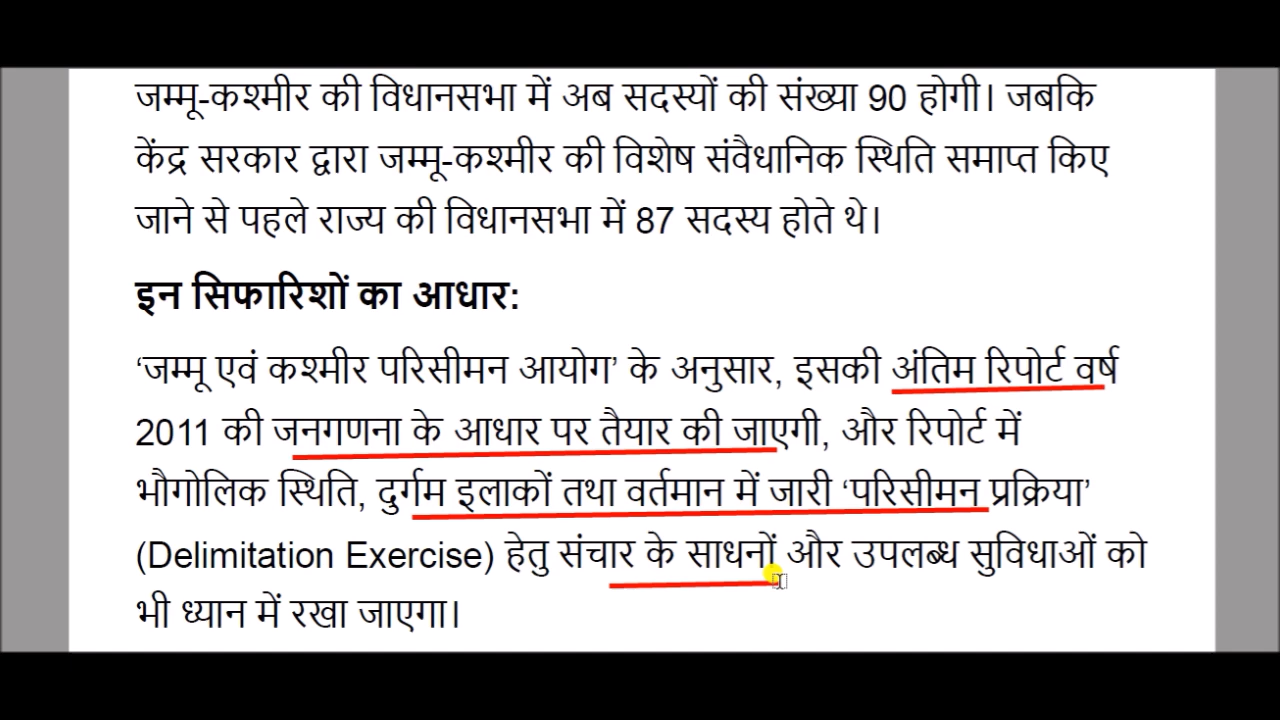 जम्मू-कश्मीर की विधानसभा में अब सदस्यों की संख्या 90 होगी। जबकि
केंद्र सरकार द्वारा जम्मू-कश्मीर की विशेष संवैधानिक स्थिति समाप्त किए
जाने से पहले राज्य की विधानसभा में 87 सदस्य होते थे।
इन सिफारिशों का आधार:
‘जम्मू एवं कश्मीर परिसीमन आयोग’ के अनुसार, इसकी अंतिम रिपोर्ट वर्ष
2011 की जनगणना के आधार पर तैयार की जाएगी, और रिपोर्ट में
भौगोलिक स्थिति, दुर्गम इलाकों तथा वर्तमान में जारी ‘परिसीमन प्रक्रिया’
(Delimitation Exercise) हेतु संचार के साधनों और उपलब्ध सुविधाओं को
भी ध्यान में रखा जाएगा।